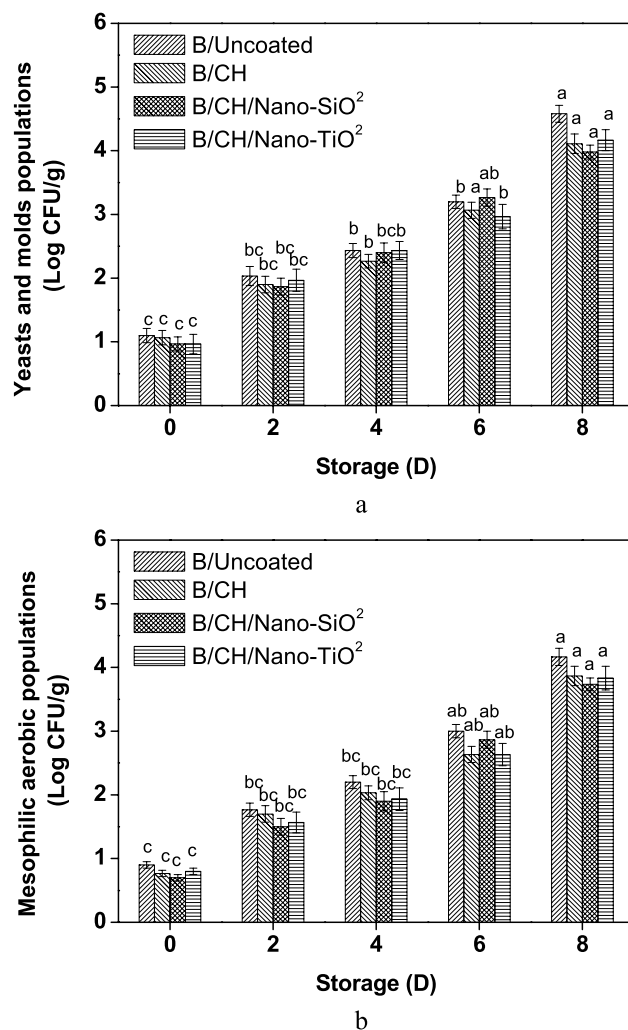 6
B/Uncoated
B/CH
B/CH/Nano-SiO²
B/CH/Nano-TiO²
5
4
3
2
1
0
Yeasts and molds populations
(Log CFU/g)
c c c c
bc bc bc bc
b b bcb
b a ab b
a a a a
0 2 4 6 8
Storage (D)
a
6
B/Uncoated
B/CH
B/CH/Nano-SiO²
B/CH/Nano-TiO²
5
4
3
2
1
0
Mesophilic aerobic populations
(Log CFU/g)
c c c c
bc bc bc bc
bc bc bc bc
ab ab ab ab
a a a a
0 2 4 6 8
Storage (D)
b